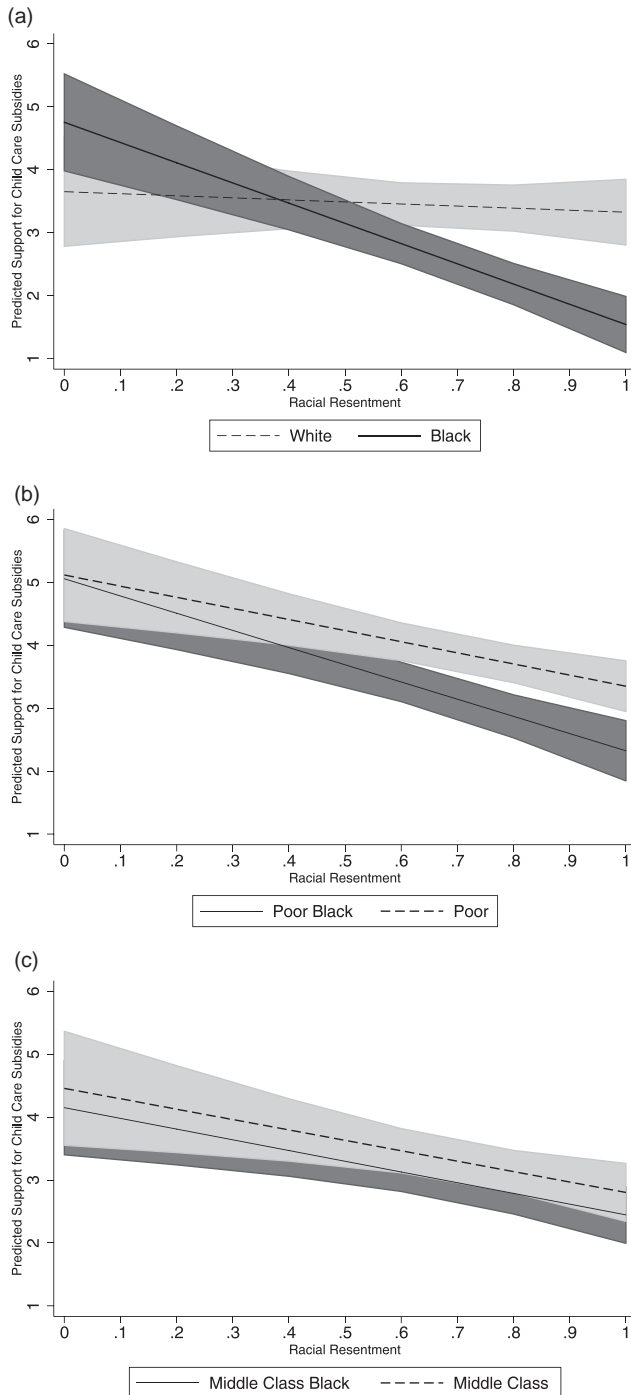 (a)
6
5
4
3
2
1
Predicted Support for Child Care Subsidies
0 .1 .2 .3 .4 .5 .6 .7 .8 .9 1
Racial Resentment
White Black
(b)
6
5
4
3
2
1
Predicted Support for Child Care Subsidies
0 .1 .2 .3 .4 .5 .6 .7 .8 .9 1
Racial Resentment
Poor Black Poor
(c)
6
5
4
3
2
1
Predicted Support for Child Care Subsidies
0 .1 .2 .3 .4 .5 .6 .7 .8 .9 1
Racial Resentment
Middle Class Black Middle Class